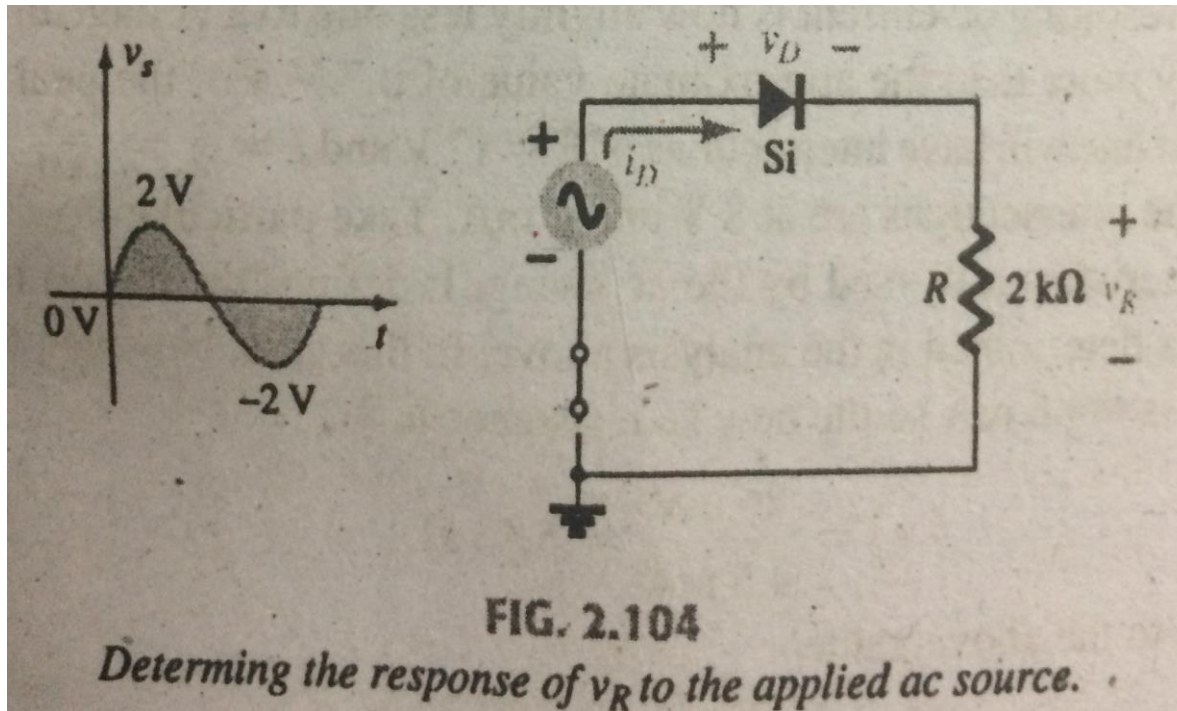 v_s
2 V
0 V
t
-2 V
+ v_D -
+
i_D
Si
-
+
R 2 kΩ v_R
-
FIG. 2.104
Determing the response of v_R to the applied ac source.